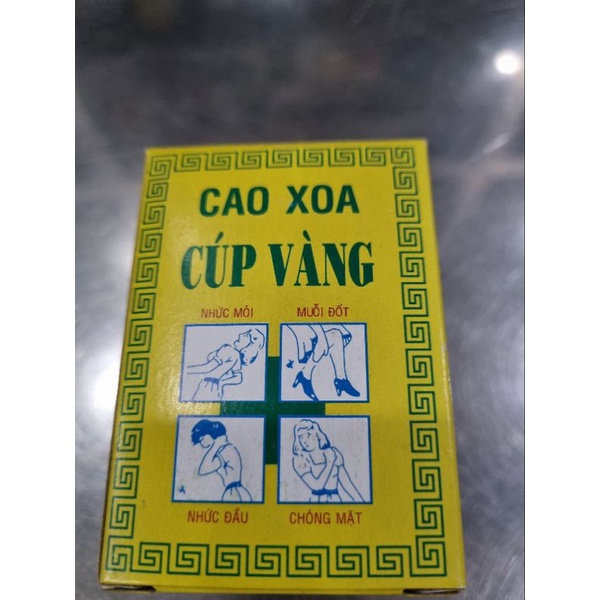 CAO XOA
CÚP VÀNG
NHỨC MỎI MUỖI ĐỐT
NHỨC ĐẦU CHÓNG MẶT